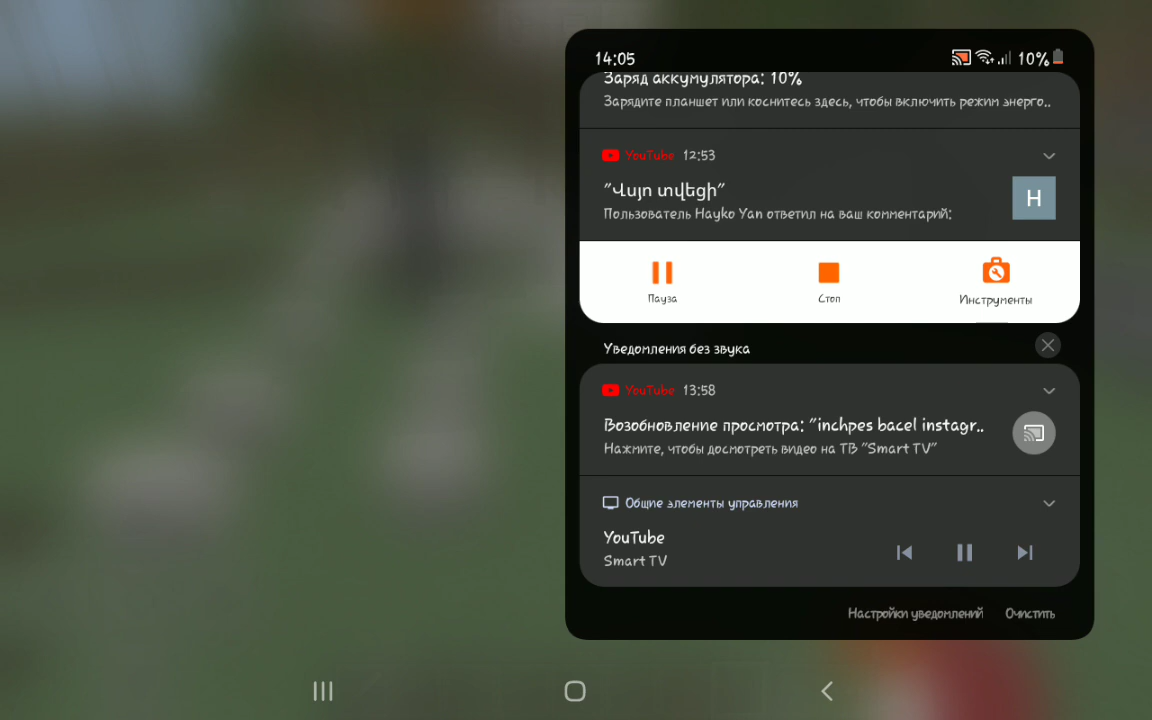 14:05
10%
Заряд аккумулятора: 10%
Зарядите планшет или коснитесь здесь, чтобы включить режим энерго..
YouTube 12:53
"Վսյո տվեցի"
H
Пользователь Hayko Yan ответил на ваш комментарий:
Пауза
Стоп
Инструменты
Уведомления без звука
YouTube 13:58
Возобновление просмотра: "inchpes bacel instagr..
Нажмите, чтобы досмотреть видео на ТВ "Smart TV"
Общие элементы управления
YouTube
Smart TV
Настройки уведомлений
Очистить